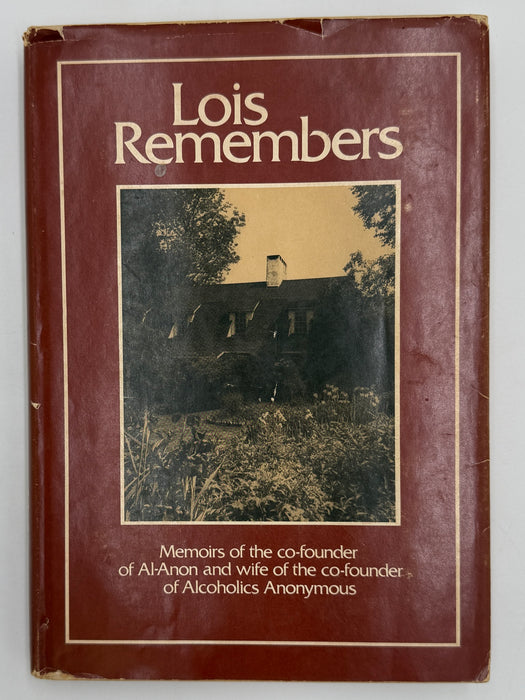 Lois
Remembers
Memoirs of the co-founder
of Al-Anon and wife of the co-founder
of Alcoholics Anonymous